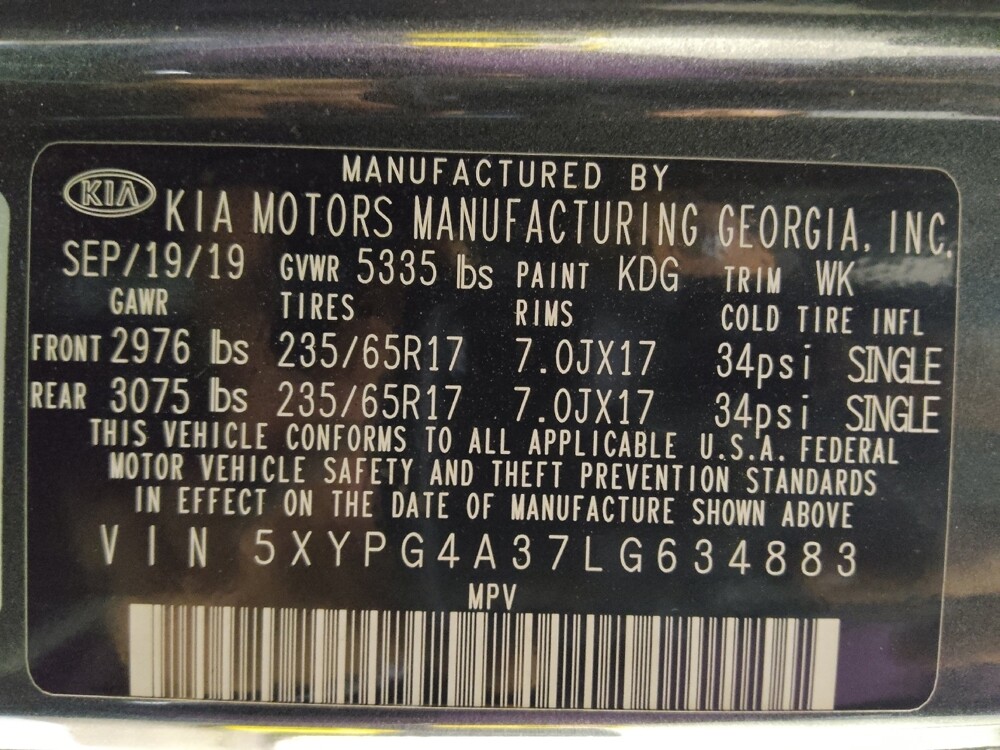 MANUFACTURED BY
KIA KIA MOTORS MANUFACTURING GEORGIA, INC.
SEP/19/19 GVWR 5335 lbs PAINT KDG TRIM WK
GAWR TIRES RIMS COLD TIRE INFL
FRONT 2976 lbs 235/65R17 7.0JX17 34psi SINGLE
REAR 3075 lbs 235/65R17 7.0JX17 34psi SINGLE
THIS VEHICLE CONFORMS TO ALL APPLICABLE U.S.A. FEDERAL
MOTOR VEHICLE SAFETY AND THEFT PREVENTION STANDARDS
IN EFFECT ON THE DATE OF MANUFACTURE SHOWN ABOVE
VIN 5XYPG4A37LG634883
MPV